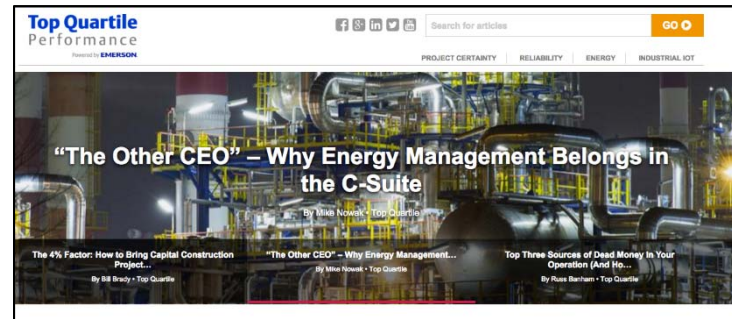 Top Quartile
Performance
Powered by EMERSON
Search for articles
GO
PROJECT CERTAINTY
RELIABILITY
ENERGY
INDUSTRIAL IOT
“The Other CEO” – Why Energy Management Belongs in
the C-Suite
By Mike Nowak • Top Quartile
The 4% Factor: How to Bring Capital Construction
Project…
By Bill Brady • Top Quartile
“The Other CEO” – Why Energy Management…
By Mike Nowak • Top Quartile
Top Three Sources of Dead Money In Your
Operation (And Ho…
By Russ Banham • Top Quartile